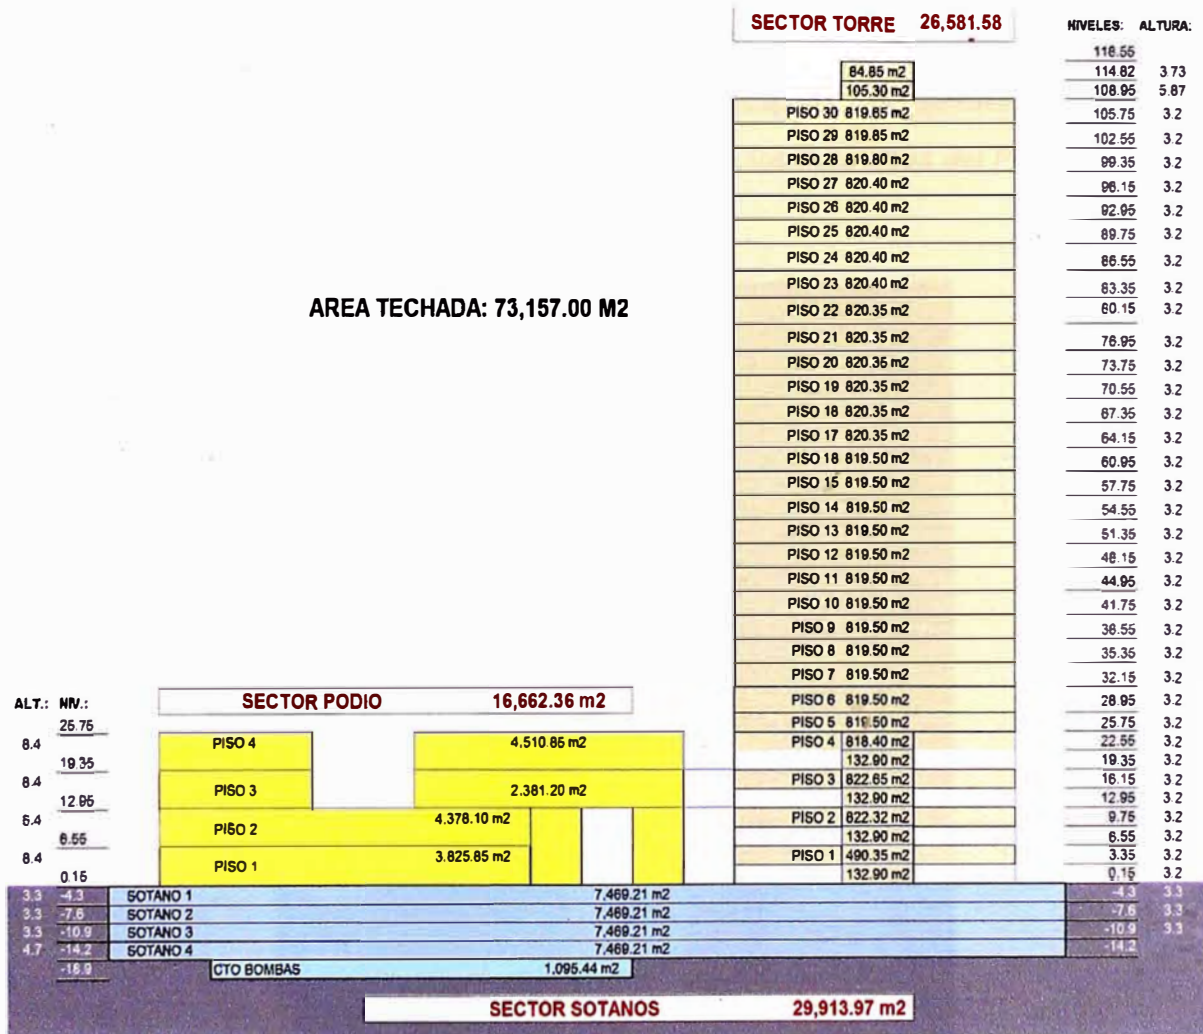 SECTOR TORRE 26,581.58
NIVELES: ALTURA:
118.55
84.85 m2 114.82 3.73
105.30 m2 108.95 5.87
PISO 30 819.65 m2 105.75 3.2
PISO 29 819.85 m2 102.55 3.2
PISO 28 819.80 m2 99.35 3.2
PISO 27 820.40 m2 96.15 3.2
PISO 26 820.40 m2 92.95 3.2
PISO 25 820.40 m2 89.75 3.2
PISO 24 820.40 m2 86.55 3.2
PISO 23 820.40 m2 83.35 3.2
AREA TECHADA: 73,157.00 M2
PISO 22 820.35 m2 80.15 3.2
PISO 21 820.35 m2 76.95 3.2
PISO 20 820.35 m2 73.75 3.2
PISO 19 820.35 m2 70.55 3.2
PISO 18 820.35 m2 67.35 3.2
PISO 17 820.35 m2 64.15 3.2
PISO 16 819.50 m2 60.95 3.2
PISO 15 819.50 m2 57.75 3.2
PISO 14 819.50 m2 54.55 3.2
PISO 13 819.50 m2 51.35 3.2
PISO 12 819.50 m2 48.15 3.2
PISO 11 819.50 m2 44.95 3.2
PISO 10 819.50 m2 41.75 3.2
PISO 9 819.50 m2 38.55 3.2
PISO 8 819.50 m2 35.35 3.2
PISO 7 819.50 m2 32.15 3.2
ALT.: NIV.:
SECTOR PODIO 16,662.36 m2
PISO 6 819.50 m2 28.95 3.2
25.75
PISO 5 819.50 m2 25.75 3.2
6.4 PISO 4 4.510.85 m2 PISO 4 818.40 m2 22.55 3.2
19.35 132.90 m2 19.35 3.2
6.4 PISO 3 2.381.20 m2 PISO 3 822.65 m2 16.15 3.2
12.95 132.90 m2 12.95 3.2
6.4 PISO 2 4.378.10 m2 PISO 2 822.32 m2 9.75 3.2
6.55 132.90 m2 6.55 3.2
6.4 PISO 1 3.825.85 m2 PISO 1 490.35 m2 3.35 3.2
0.15 132.90 m2 0.15 3.2
3.3 -4.3 SOTANO 1 7,469.21 m2 -4.3 3.3
3.3 -7.6 SOTANO 2 7,469.21 m2 -7.6 3.3
3.3 -10.9 SOTANO 3 7,469.21 m2 -10.9 3.3
4.7 -14.2 SOTANO 4 7,469.21 m2 -14.2
-18.9 CTO BOMBAS 1,095.44 m2
SECTOR SOTANOS 29,913.97 m2